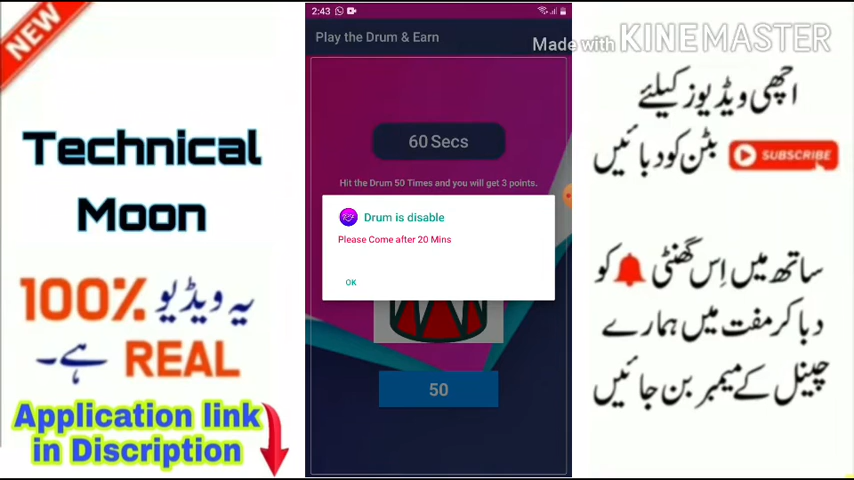 NEW
Technical
Moon
یہ ویڈیو %100
REAL ہے۔
Application link
in Discription
2:43
Play the Drum & Earn
60 Secs
Hit the Drum 50 Times and you will get 3 points.
Drum is disable
Please Come after 20 Mins
OK
50
Made with KINEMASTER
اچھی ویڈیوز کیلئے
بٹن کو دبائیں SUBSCRIBE
ساتھ میں اِس گھنٹی کو
دبا کر مفت میں ہمارے
چینل کے میمبر بن جائیں